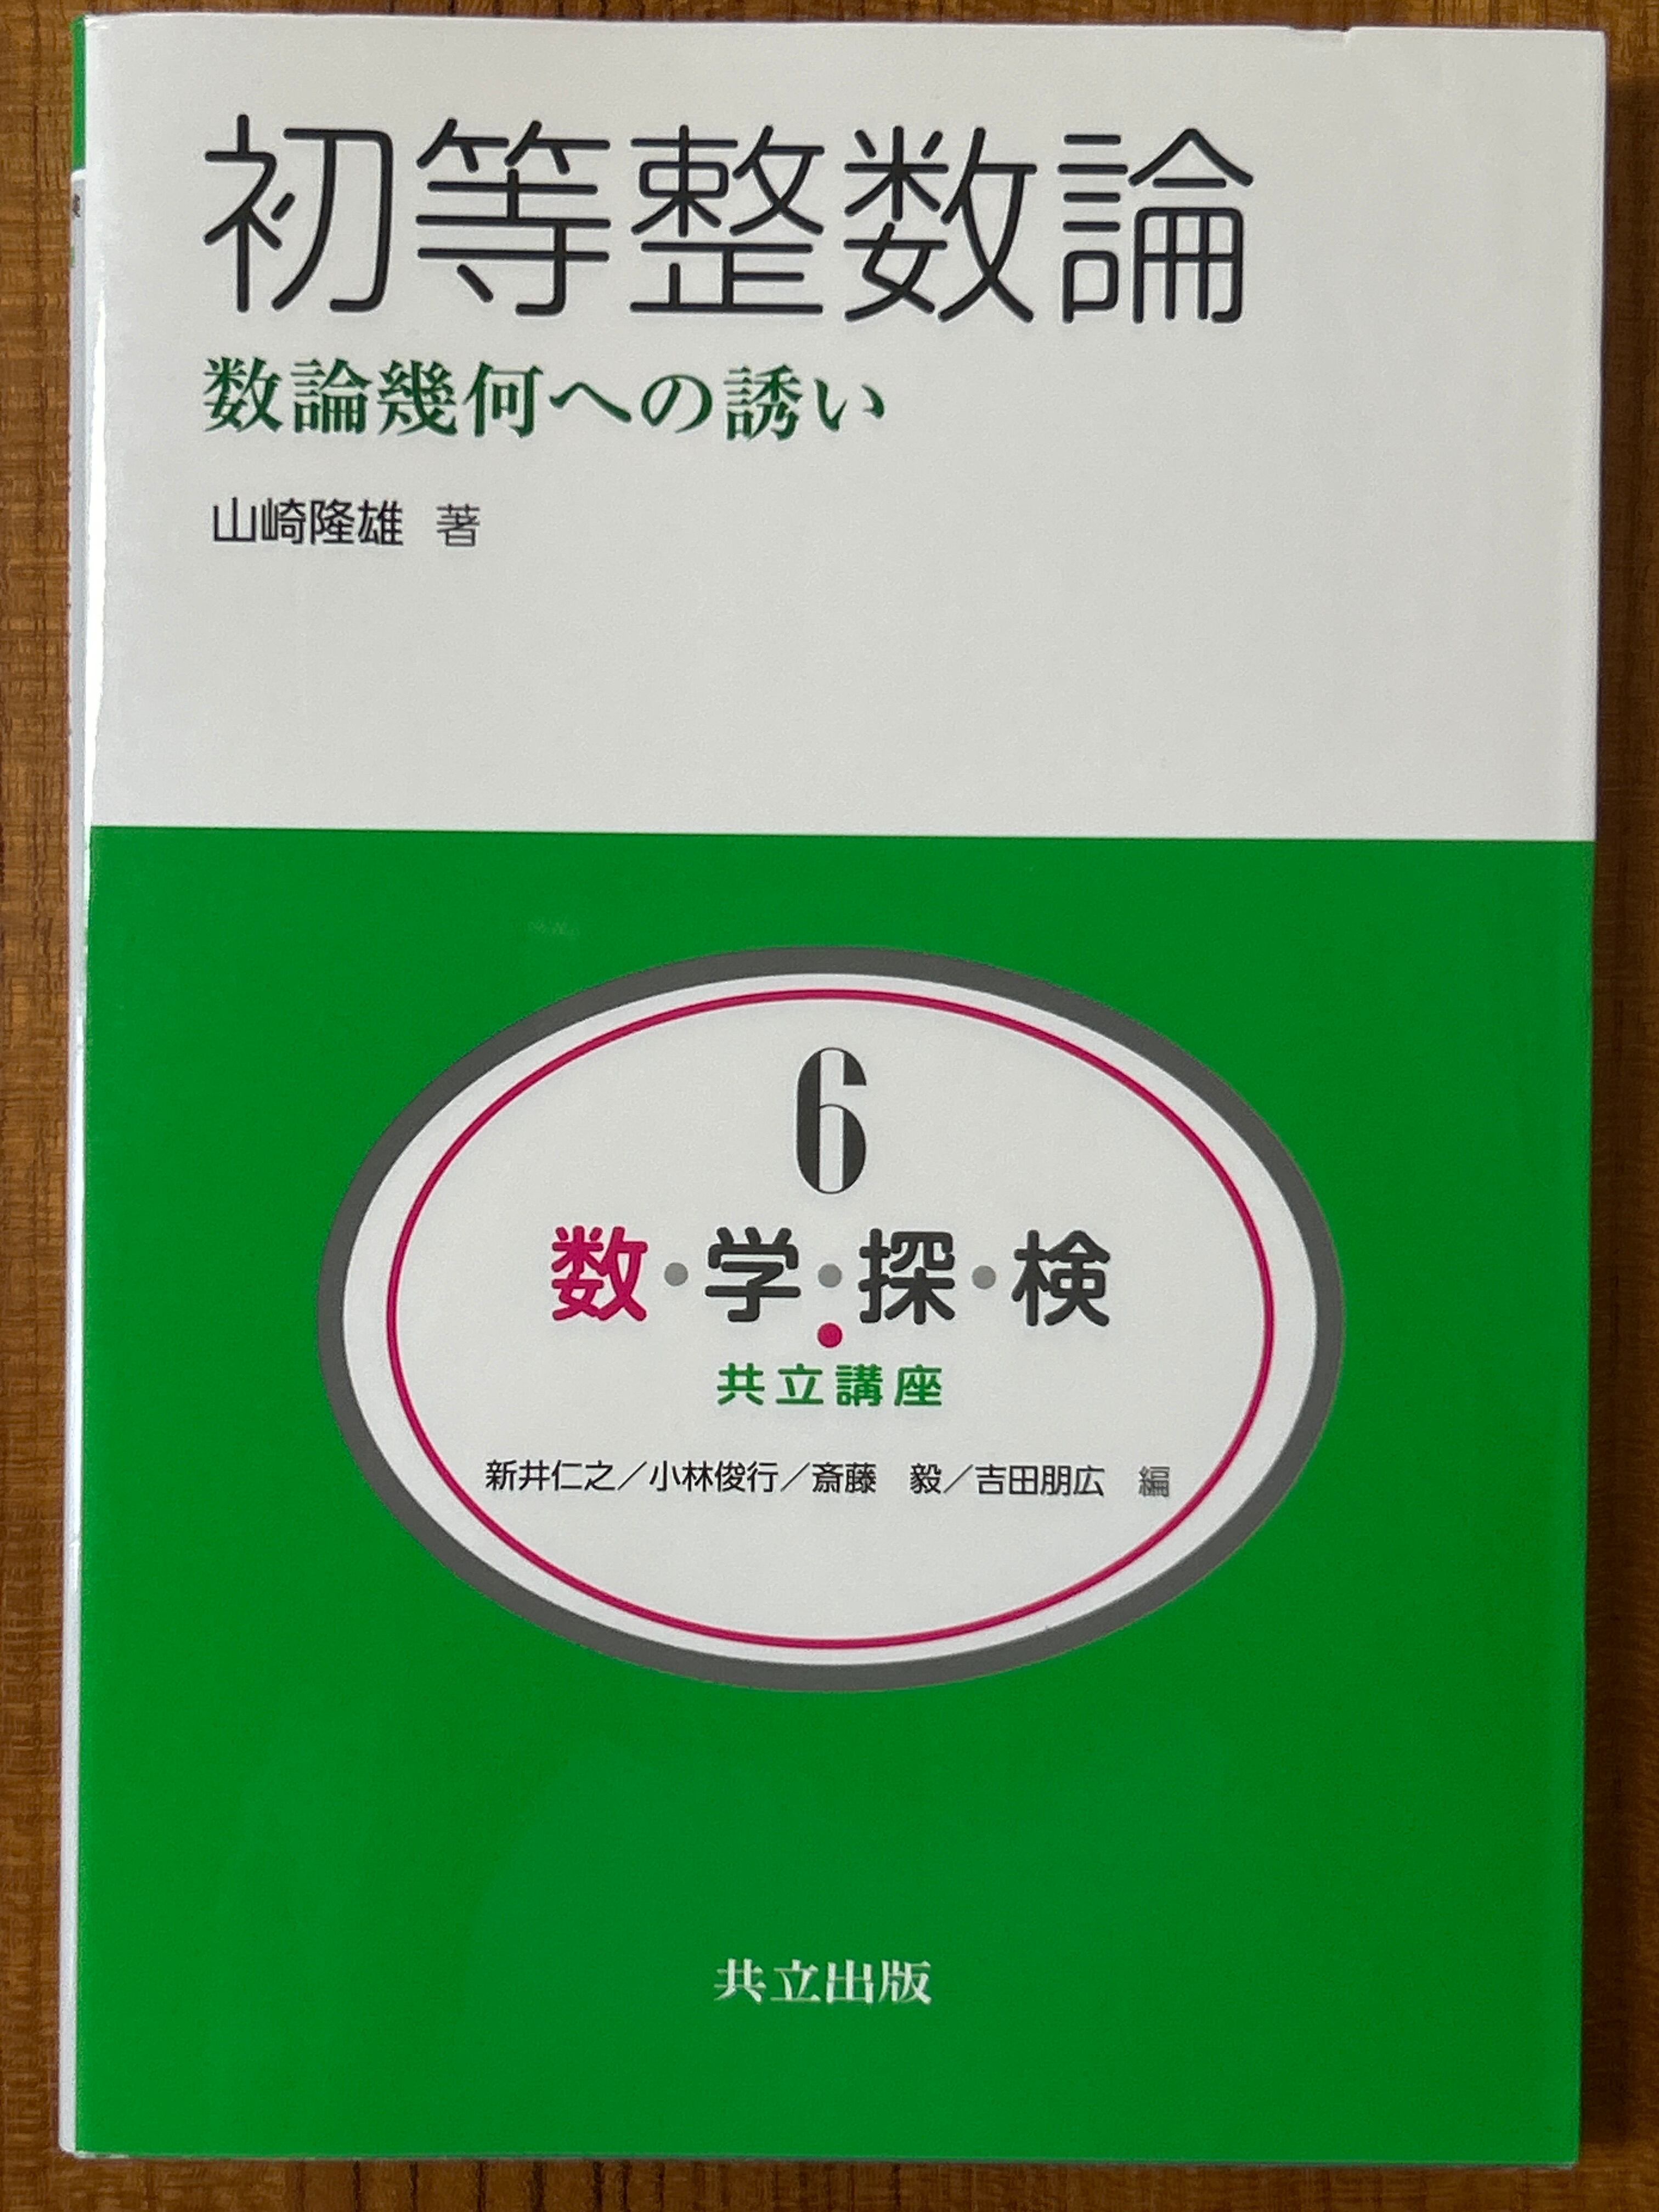 初等整数論
数論幾何への誘い
山崎隆雄 著
6
数・学・探・検
共立講座
新井仁之／小林俊行／斎藤 毅／吉田朋広 編
共立出版